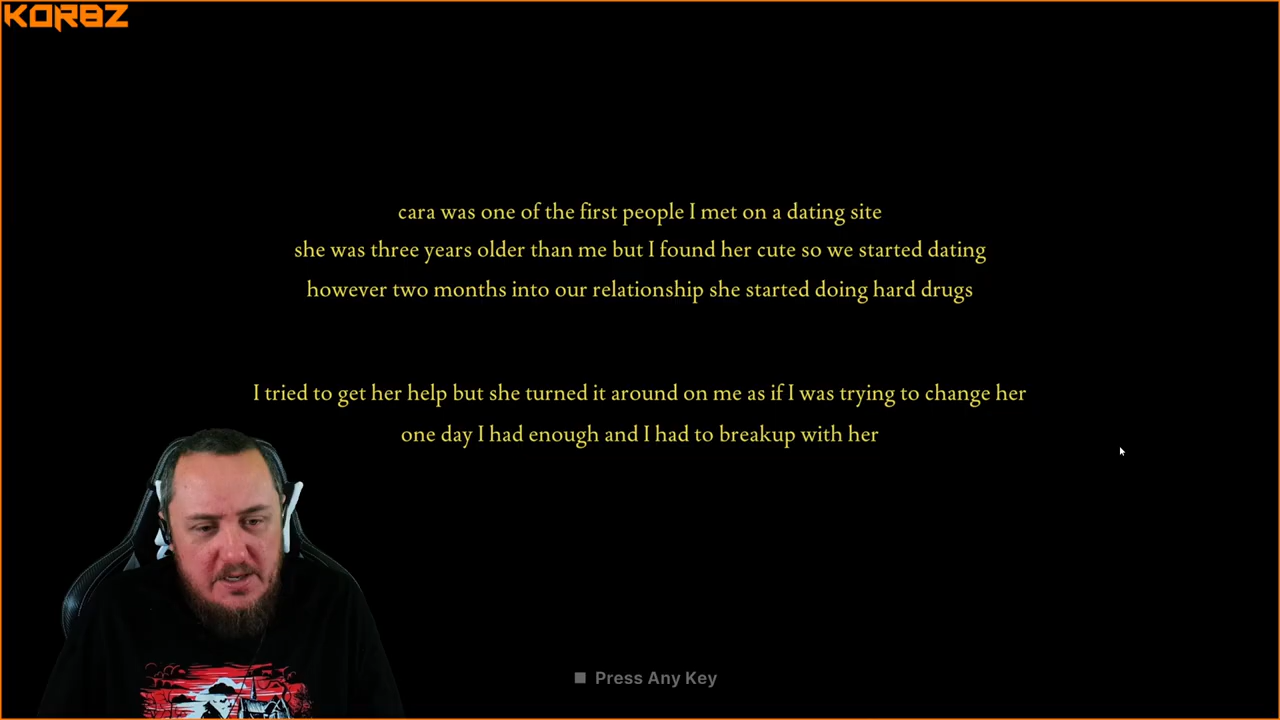 KORBZ
cara was one of the first people I met on a dating site
she was three years older than me but I found her cute so we started dating
however two months into our relationship she started doing hard drugs
I tried to get her help but she turned it around on me as if I was trying to change her
one day I had enough and I had to breakup with her
Press Any Key